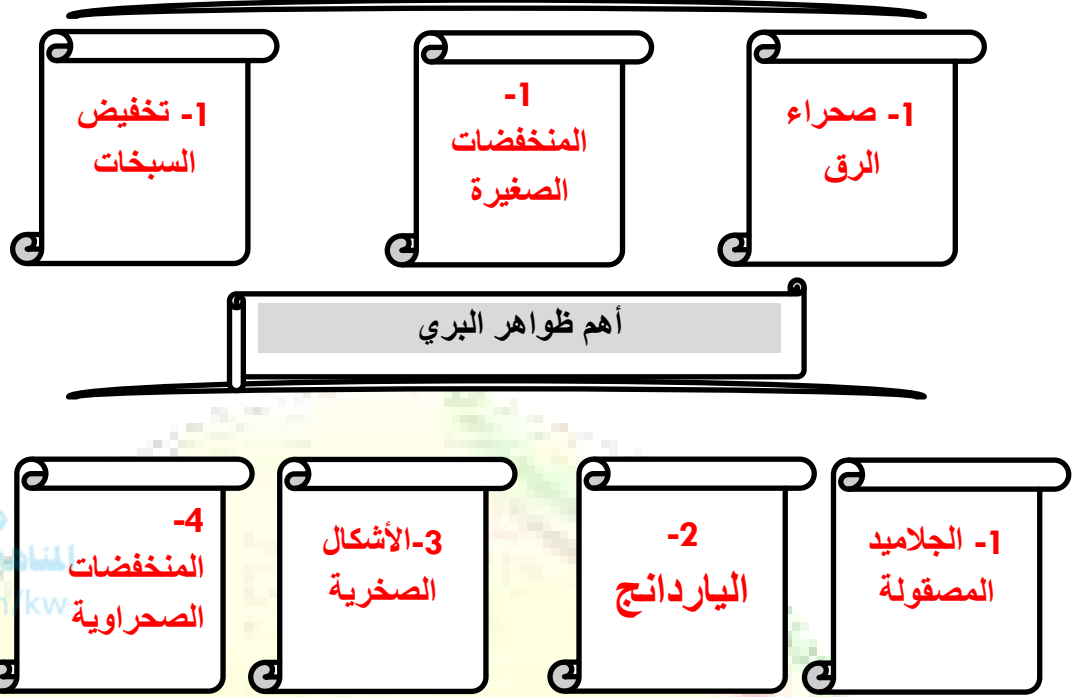 1- صحراء
الرق
1-
المنخفضات
الصغيرة
1- تخفيض
السبخات
أهم ظواهر البري
1- الجلاميد
المصقولة
2-
الياردانج
3-الأشكال
الصخرية
4-
المنخفضات
الصحراوية